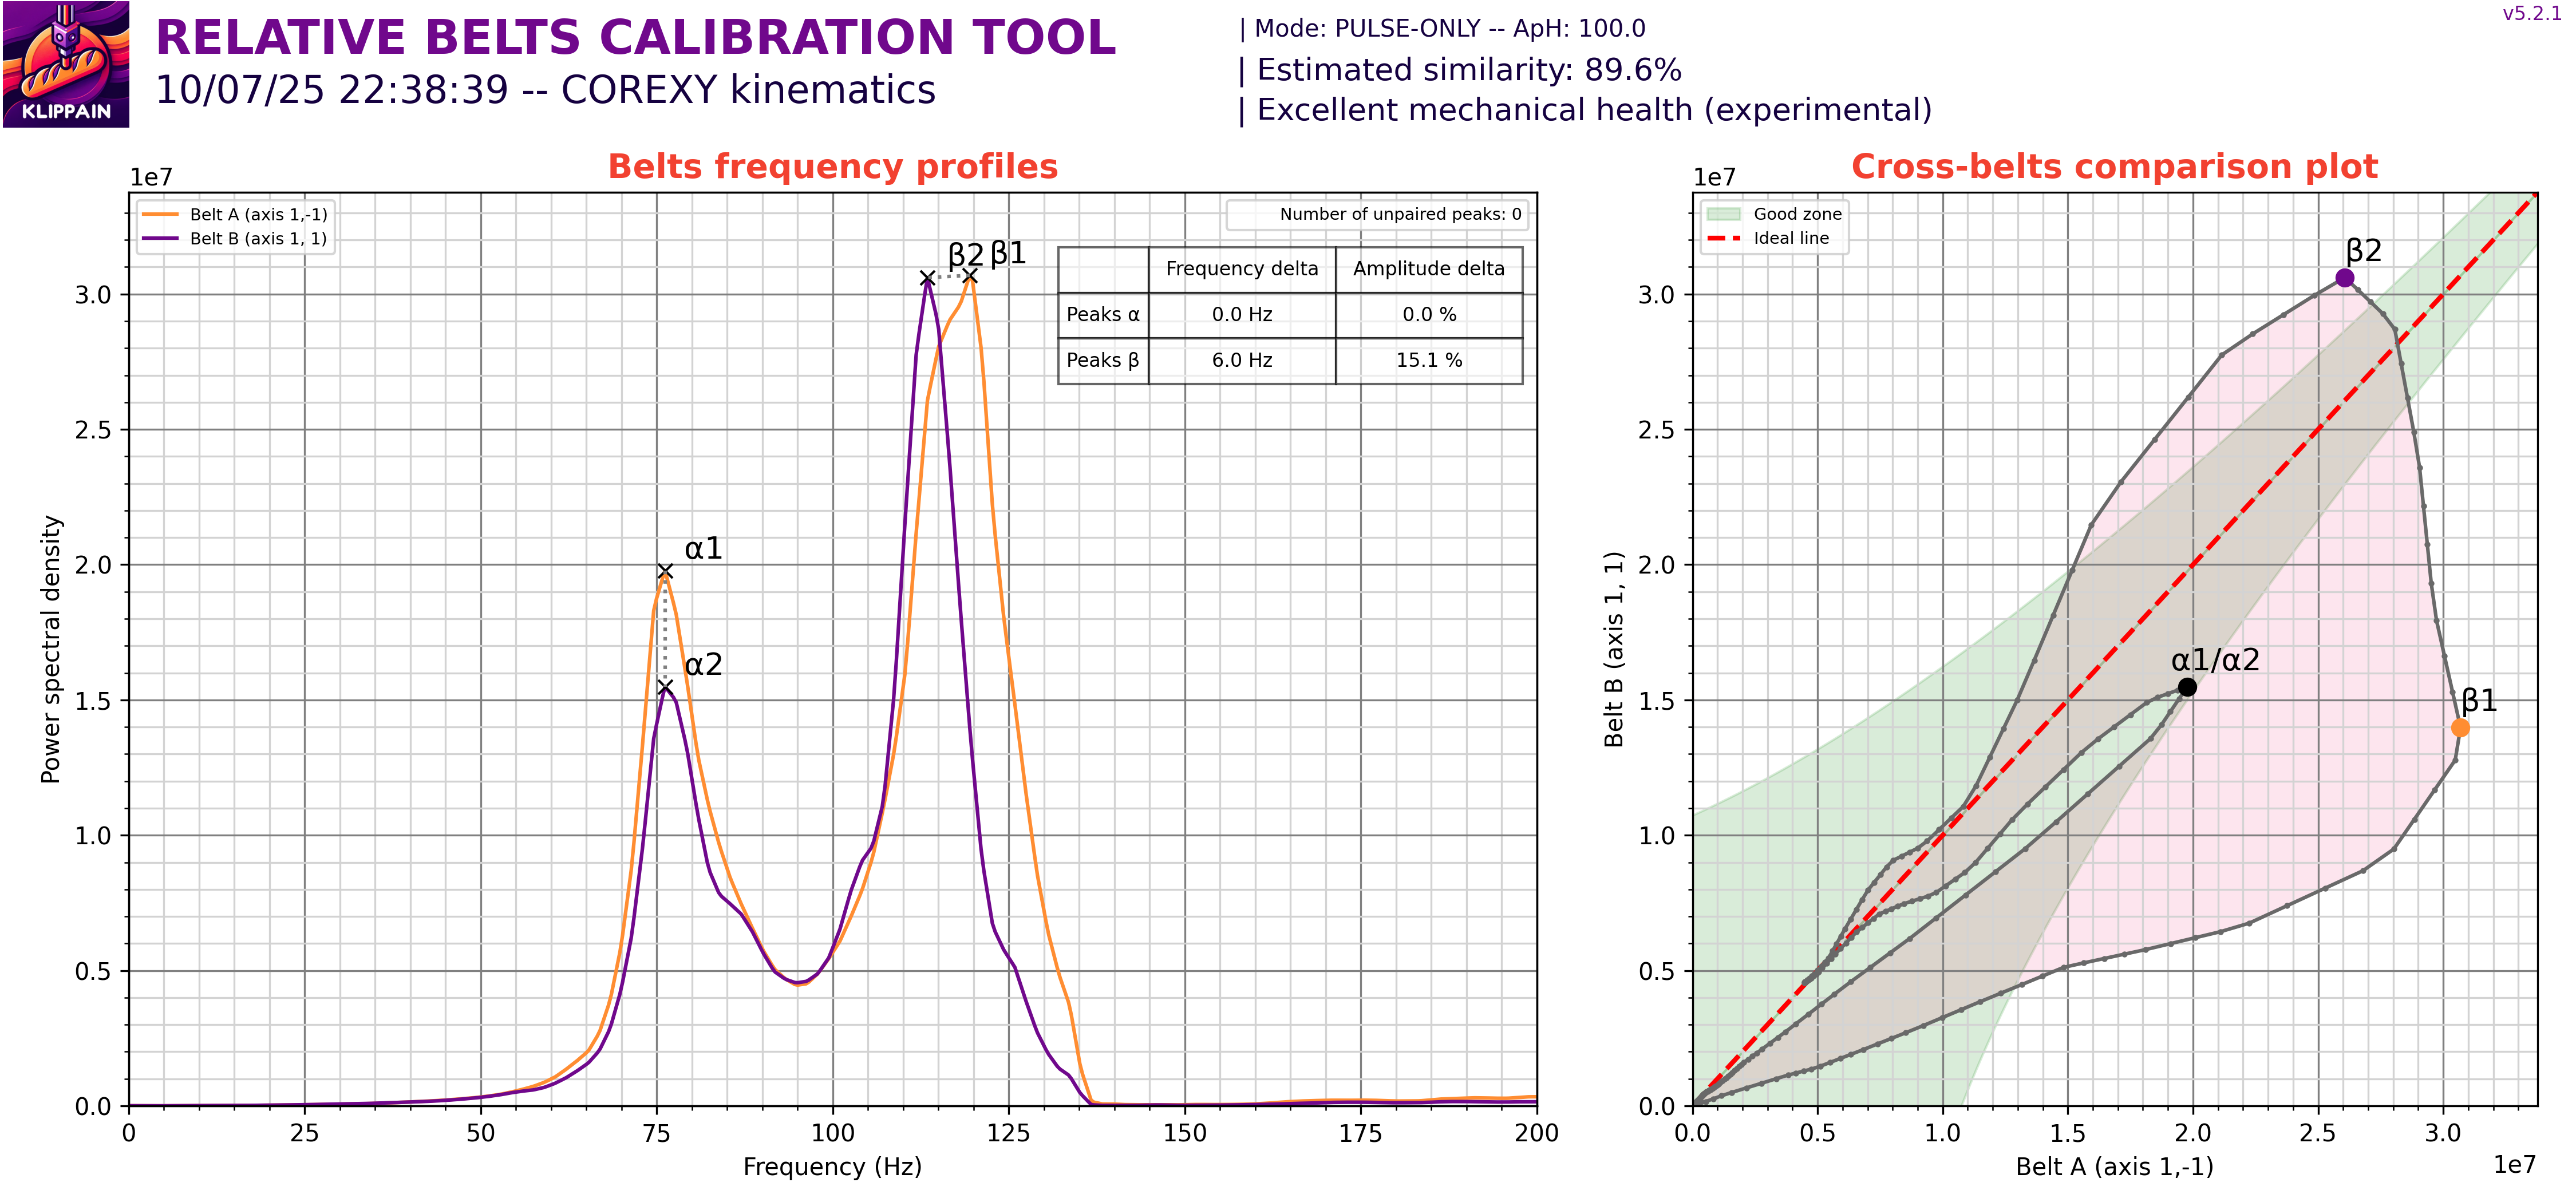 v5.2.1
RELATIVE BELTS CALIBRATION TOOL
10/07/25 22:38:39 -- COREXY kinematics
| Mode: PULSE-ONLY -- ApH: 100.0
| Estimated similarity: 89.6%
| Excellent mechanical health (experimental)
KLIPPAIN
Belts frequency profiles
1e7
Belt A (axis 1,-1)
Belt B (axis 1, 1)
Number of unpaired peaks: 0
Frequency delta Amplitude delta
Peaks α 0.0 Hz 0.0 %
Peaks β 6.0 Hz 15.1 %
β2 β1
α1
α2
Power spectral density
3.0
2.5
2.0
1.5
1.0
0.5
0.0
0 25 50 75 100 125 150 175 200
Frequency (Hz)
Cross-belts comparison plot
1e7
Good zone
Ideal line
β2
α1/α2
β1
Belt B (axis 1, 1)
3.0
2.5
2.0
1.5
1.0
0.5
0.0
0.0 0.5 1.0 1.5 2.0 2.5 3.0
Belt A (axis 1,-1)
1e7